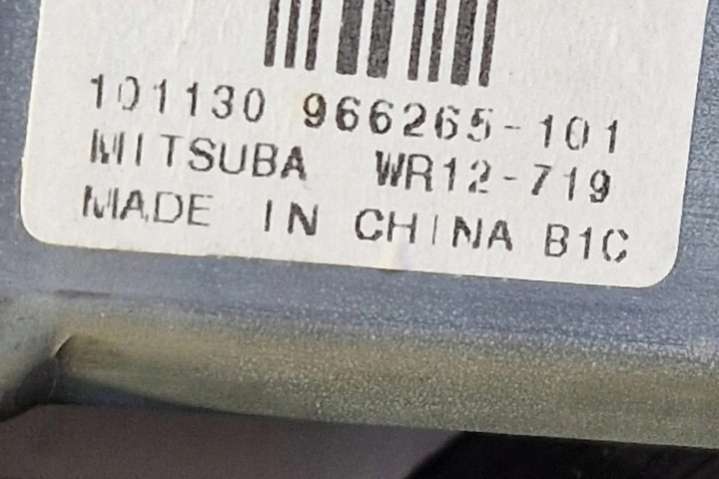 101130 966265-101
MITSUBA WR12-719
MADE IN CHINA B1C